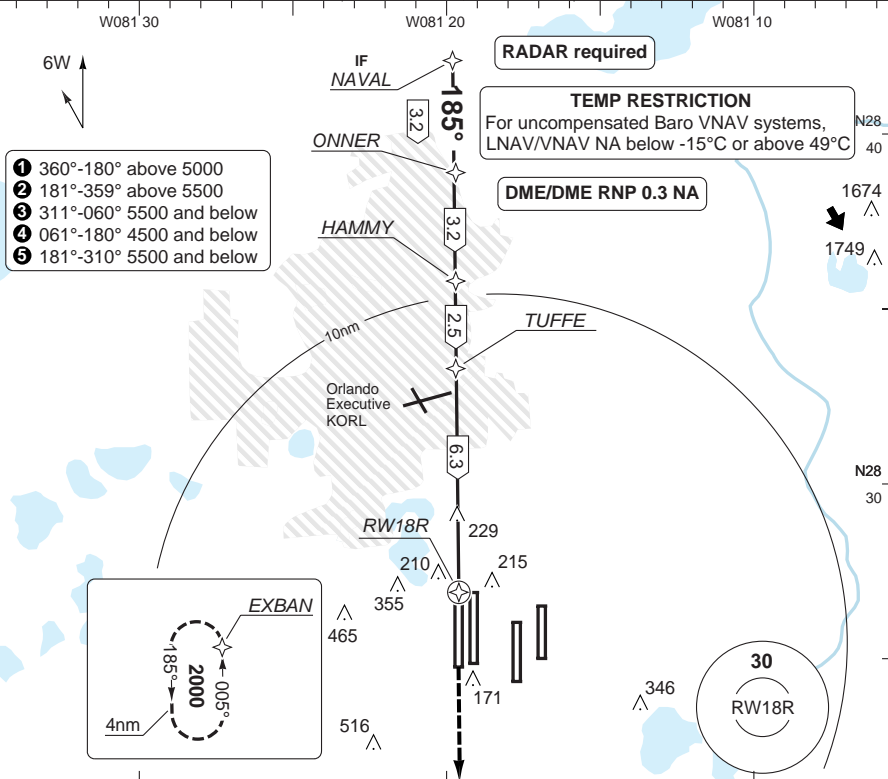 W081 30
W081 20
W081 10
6W
IF
NAVAL
RADAR required
185°
3.2
TEMP RESTRICTION
For uncompensated Baro VNAV systems,
LNAV/VNAV NA below -15°C or above 49°C
N28
40
ONNER
❶ 360°-180° above 5000
❷ 181°-359° above 5500
❸ 311°-060° 5500 and below
❹ 061°-180° 4500 and below
❺ 181°-310° 5500 and below
DME/DME RNP 0.3 NA
1674
HAMMY
3.2
1749
10nm
2.5
TUFFE
Orlando
Executive
KORL
6.3
N28
30
RW18R
229
210
215
355
465
EXBAN
185°
2000
005°
4nm
171
346
516
30
RW18R